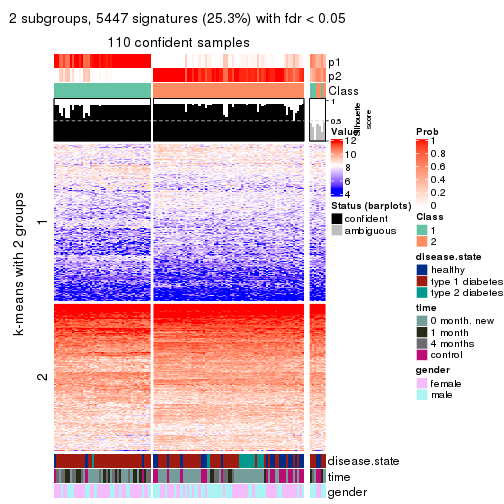 2 subgroups, 5447 signatures (25.3%) with fdr < 0.05
110 confident samples
p1
p2
Class
1
0.5
0
Silhouette
score
k-means with 2 groups
1
2
disease.state
time
gender
Value
12
10
8
6
4
Status (barplots)
confident
ambiguous
Prob
1
0.8
0.6
0.4
0.2
0
Class
1
2
disease.state
healthy
type 1 diabetes
type 2 diabetes
time
0 month. new
1 month
4 months
control
gender
female
male